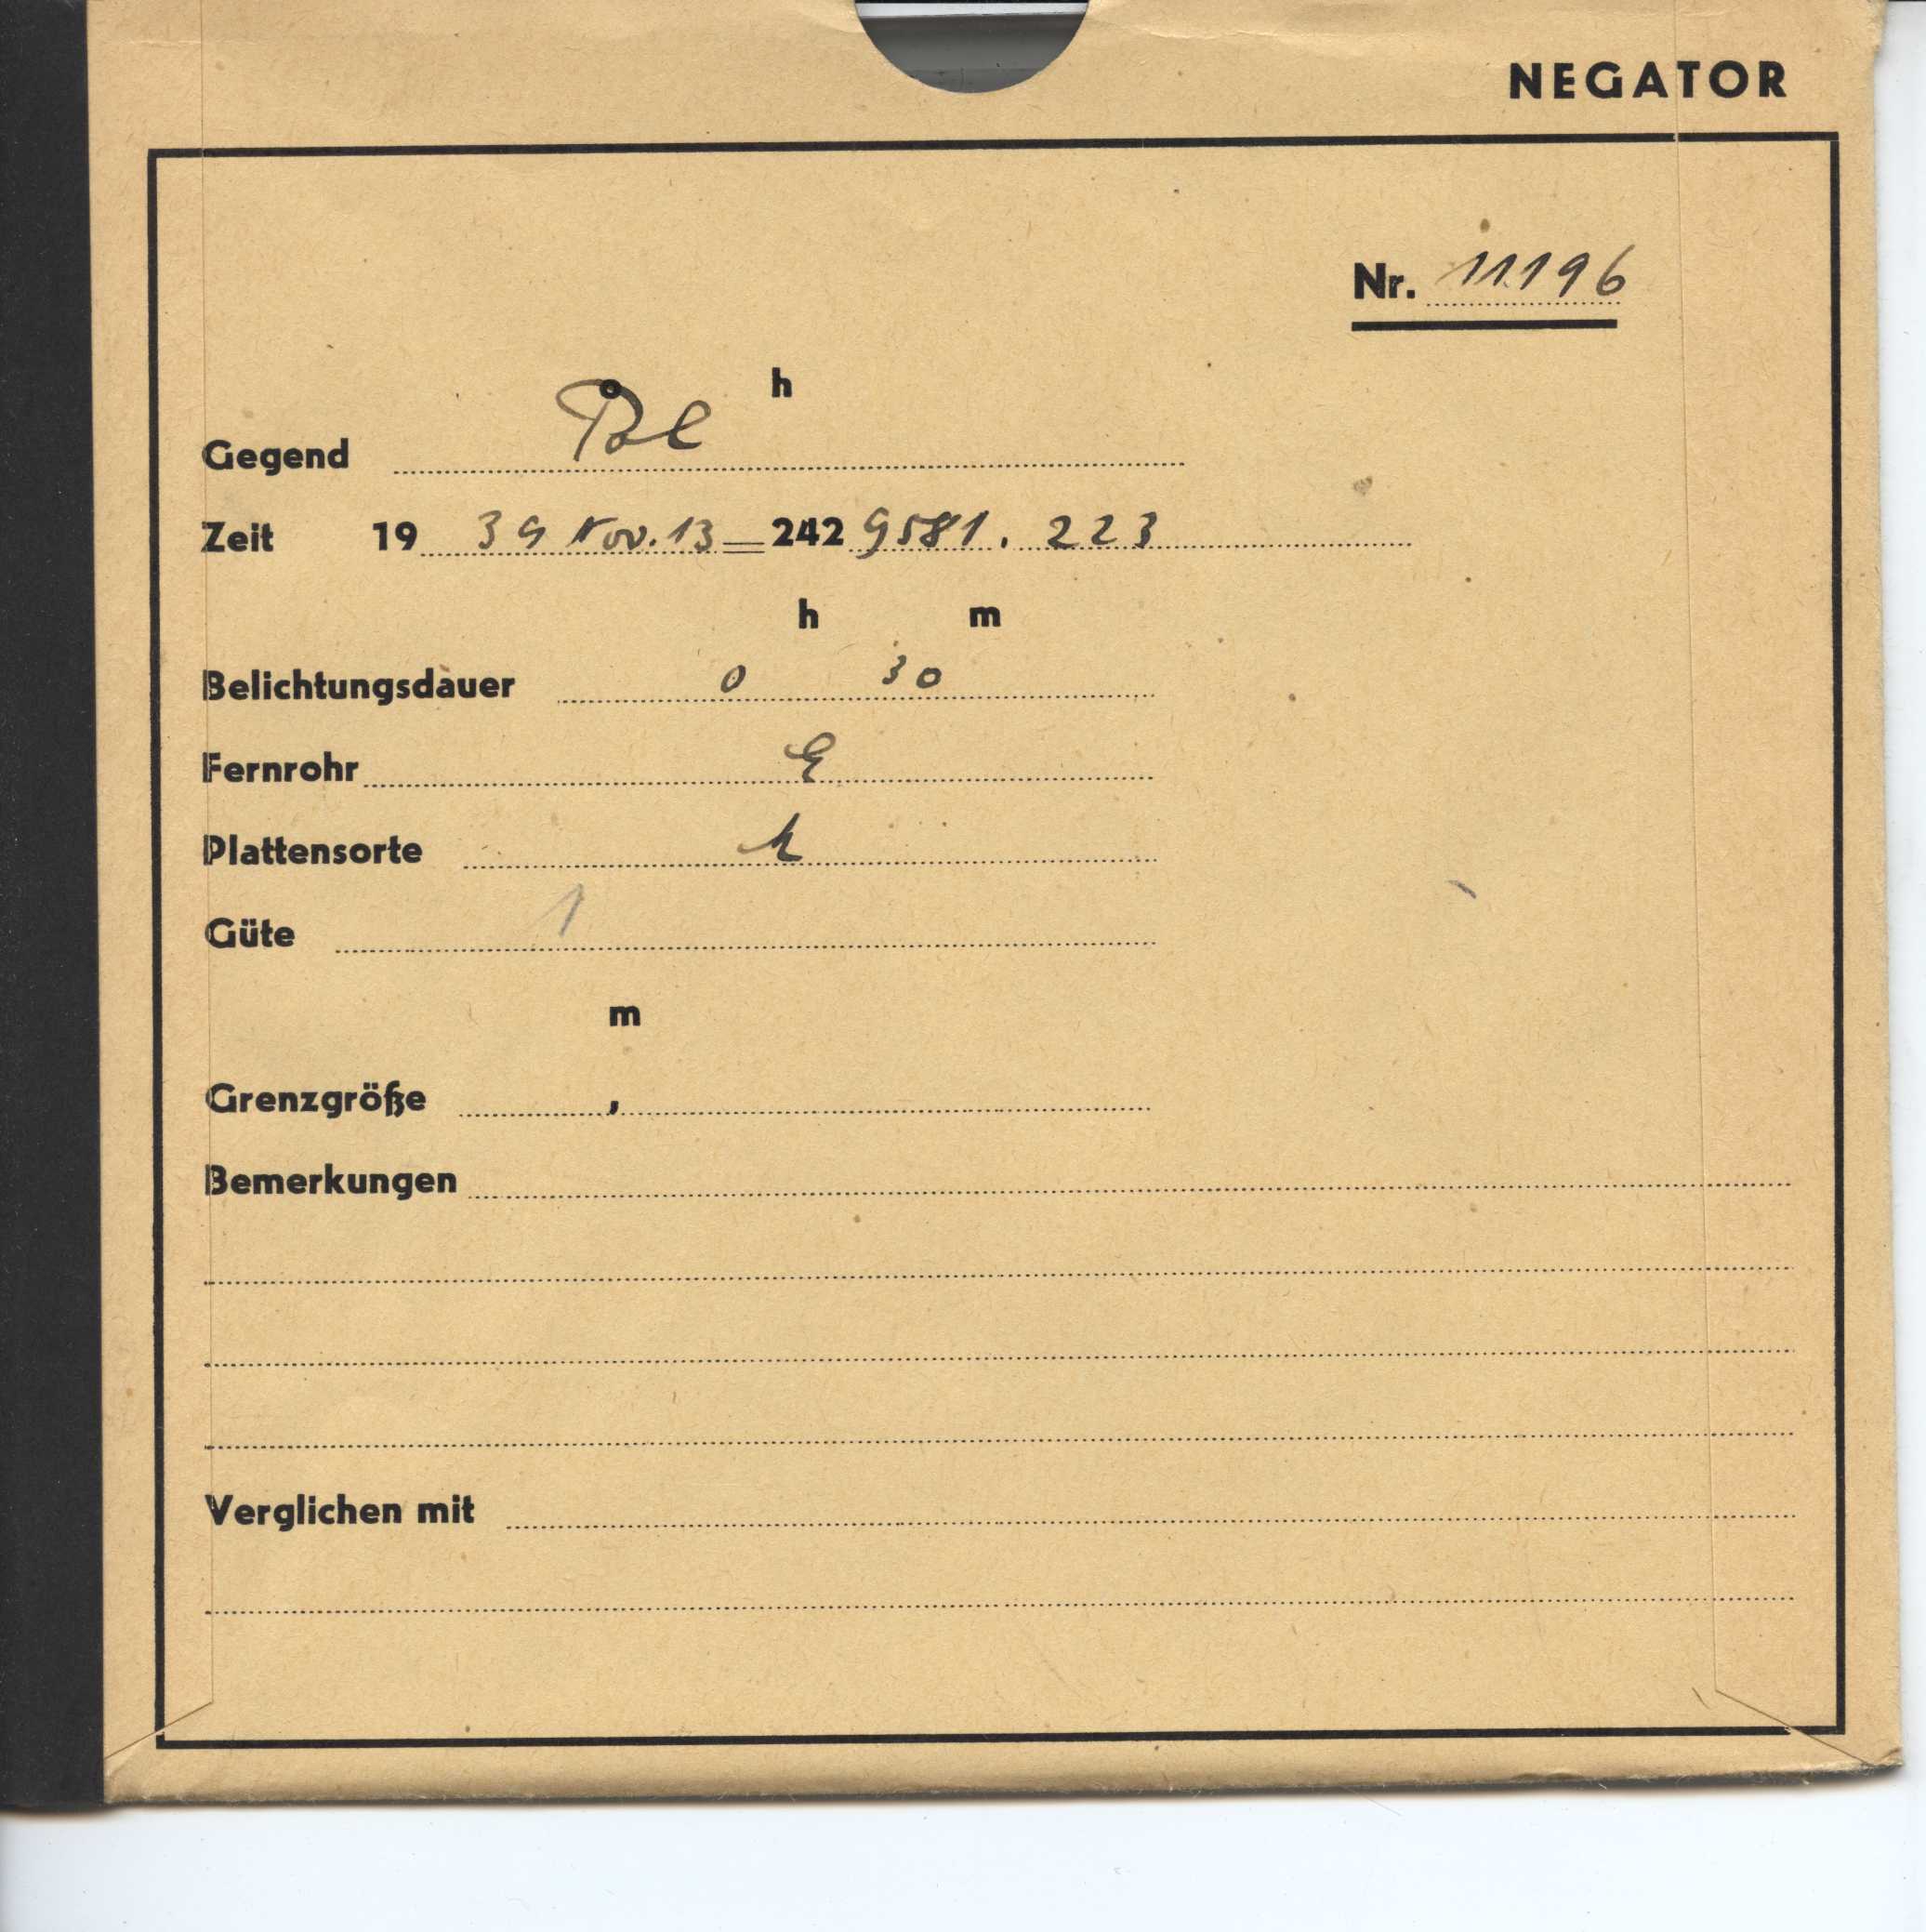 NEGATOR
Nr. 11196
o h
Gegend Pol
Zeit 19 39 Nov. 13 = 242 9581. 223
h m
Belichtungsdauer 0 30
Fernrohr E
Plattensorte
Güte 1
m
Grenzgröße ,
Bemerkungen
Verglichen mit